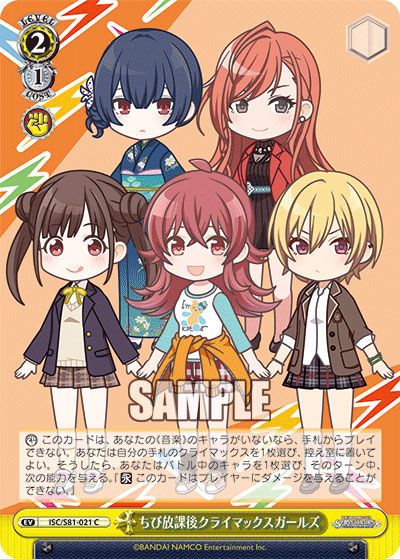 LEVEL
2
1
COST
I'm
SAMPLE
このカードは、あなたの《音楽》のキャラがいないなら、手札からプレイ
できない。あなたは自分の手札のクライマックスを1枚選び、控え室に置いて
よい。そうしたら、あなたはバトル中のキャラを1枚選び、そのターン中、
次の能力を与える。『【永】 このカードはプレイヤーにダメージを与えることが
できない。』
EV ISC/S81-021 C ちび放課後クライマックスガールズ
©BANDAI NAMCO Entertainment Inc.